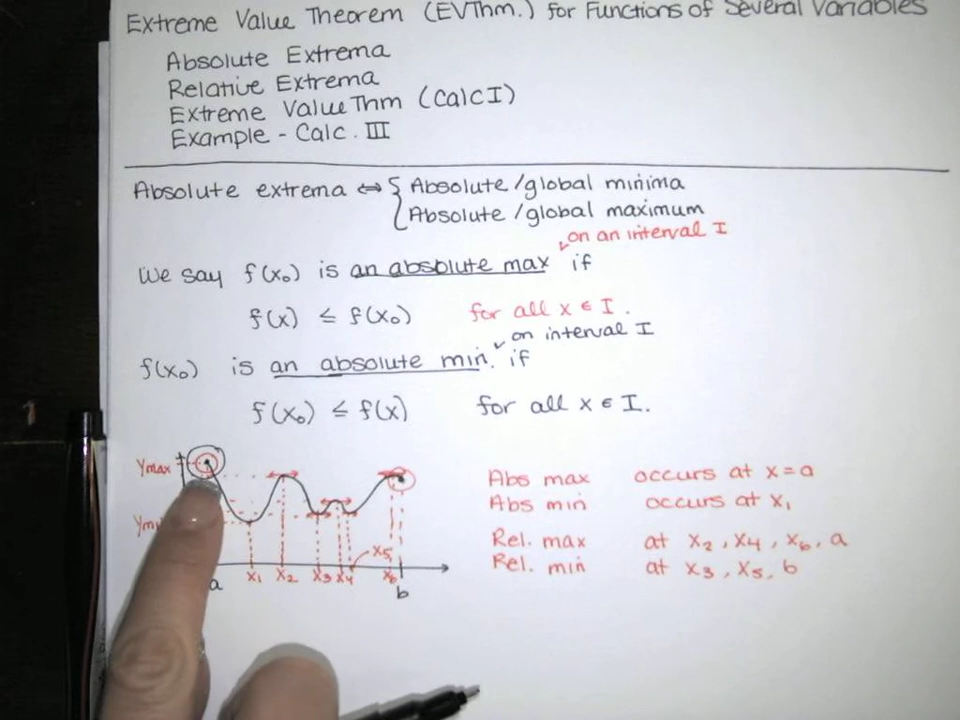 Extreme Value Theorem (EVThm.) for Functions of Several Variables
Absolute Extrema
Relative Extrema
Extreme Value Thm (Calc I)
Example - Calc. III
Absolute extrema ⇔ { Absolute/global minima
Absolute/global maximum
on an interval I
We say f(x₀) is an absolute max if
f(x) ≤ f(x₀) for all x ∈ I.
on interval I
f(x₀) is an absolute min. if
f(x₀) ≤ f(x) for all x ∈ I.
Ymax
Abs max occurs at x=a
Abs min occurs at x₁
Rel. max at x₂, x₄, x₆, a
Rel. min at x₃, x₅, b
x₅
x₁ x₂ x₃ x₄ x₆
a b